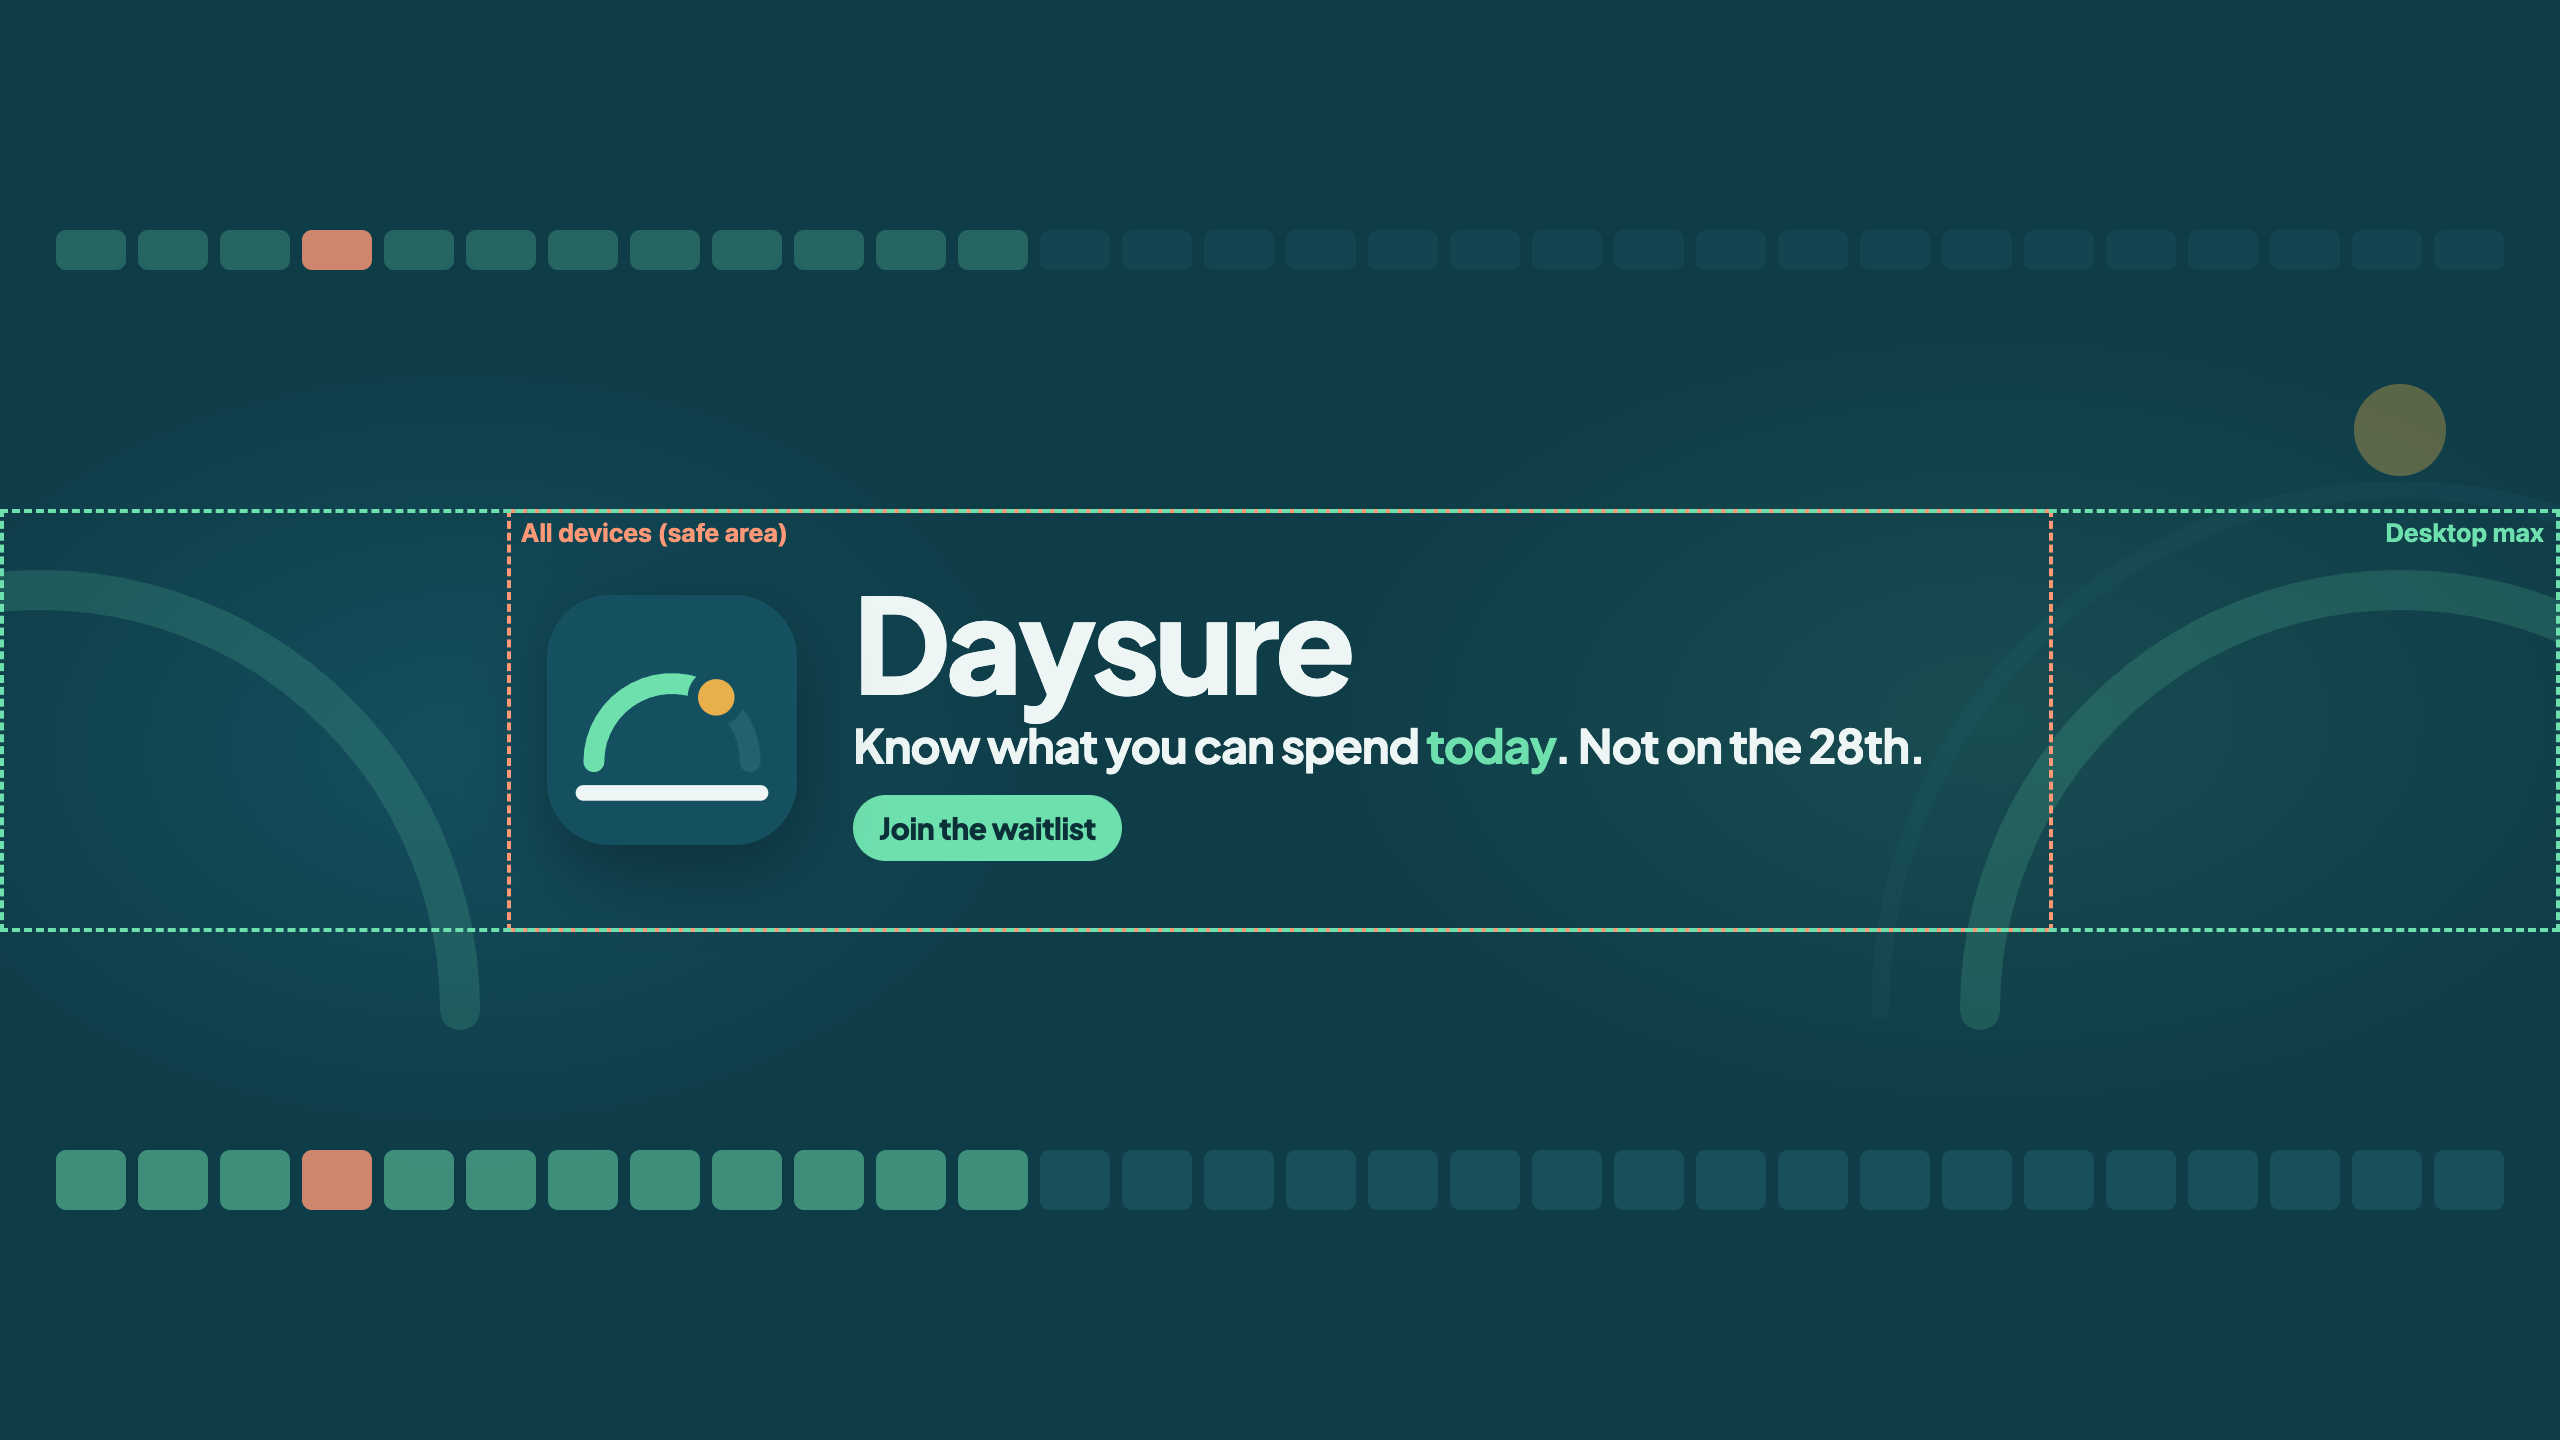 All devices (safe area)
Desktop max
Daysure
Know what you can spend today. Not on the 28th.
Join the waitlist